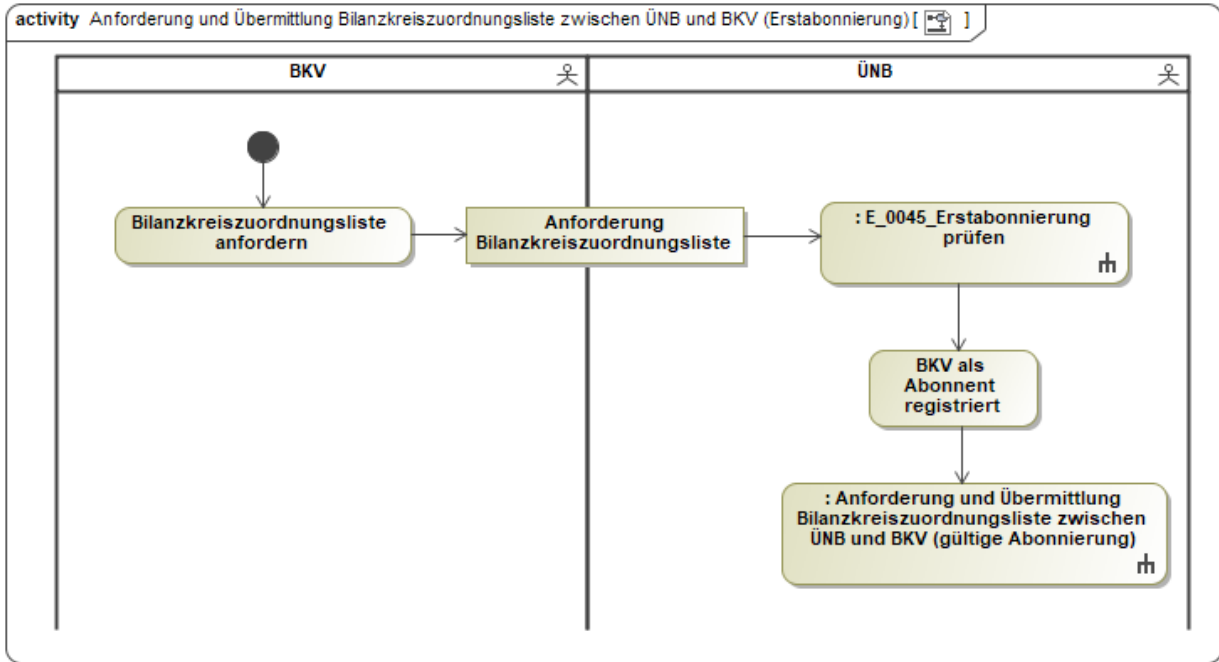 activity Anforderung und Übermittlung Bilanzkreiszuordnungsliste zwischen ÜNB und BKV (Erstabonnierung)[ ]
BKV
ÜNB
Bilanzkreiszuordnungsliste
anfordern
Anforderung
Bilanzkreiszuordnungsliste
: E_0045_Erstabonnierung
prüfen
BKV als
Abonnent
registriert
: Anforderung und Übermittlung
Bilanzkreiszuordnungsliste zwischen
ÜNB und BKV (gültige Abonnierung)